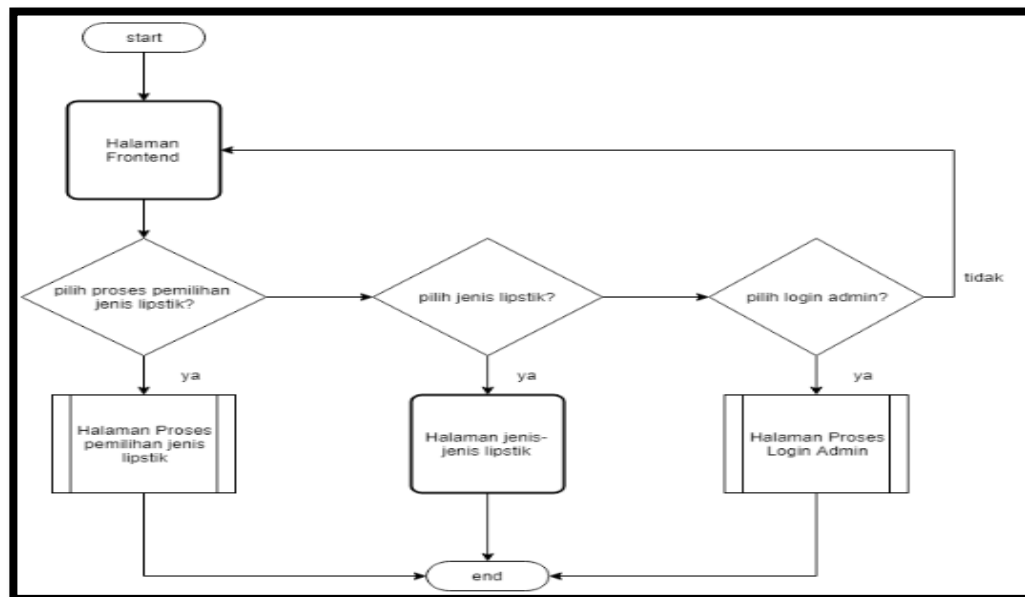 start
Halaman
Frontend
tidak
pilih proses pemilihan
jenis lipstik?
pilih jenis lipstik?
pilih login admin?
ya
ya
ya
Halaman Proses
pemilihan jenis
lipstik
Halaman jenis-
jenis lipstik
Halaman Proses
Login Admin
end